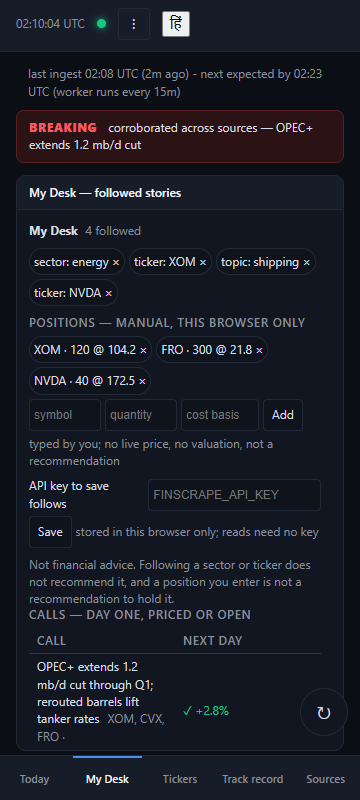 02:10:04 UTC
हिं
last ingest 02:08 UTC (2m ago) - next expected by 02:23
UTC (worker runs every 15m)
BREAKING corroborated across sources — OPEC+
extends 1.2 mb/d cut
My Desk — followed stories
My Desk 4 followed
sector: energy × ticker: XOM × topic: shipping ×
ticker: NVDA ×
POSITIONS — MANUAL, THIS BROWSER ONLY
XOM · 120 @ 104.2 × FRO · 300 @ 21.8 ×
NVDA · 40 @ 172.5 ×
symbol quantity cost basis Add
typed by you; no live price, no valuation, not a
recommendation
API key to save
follows
FINSCRAPE_API_KEY
Save stored in this browser only; reads need no key
Not financial advice. Following a sector or ticker does
not recommend it, and a position you enter is not a
recommendation to hold it.
CALLS — DAY ONE, PRICED OR OPEN
CALL NEXT DAY
OPEC+ extends 1.2
mb/d cut through Q1;
rerouted barrels lift
tanker rates XOM, CVX,
FRO ·
✓ +2.8%
Today My Desk Tickers Track record Sources